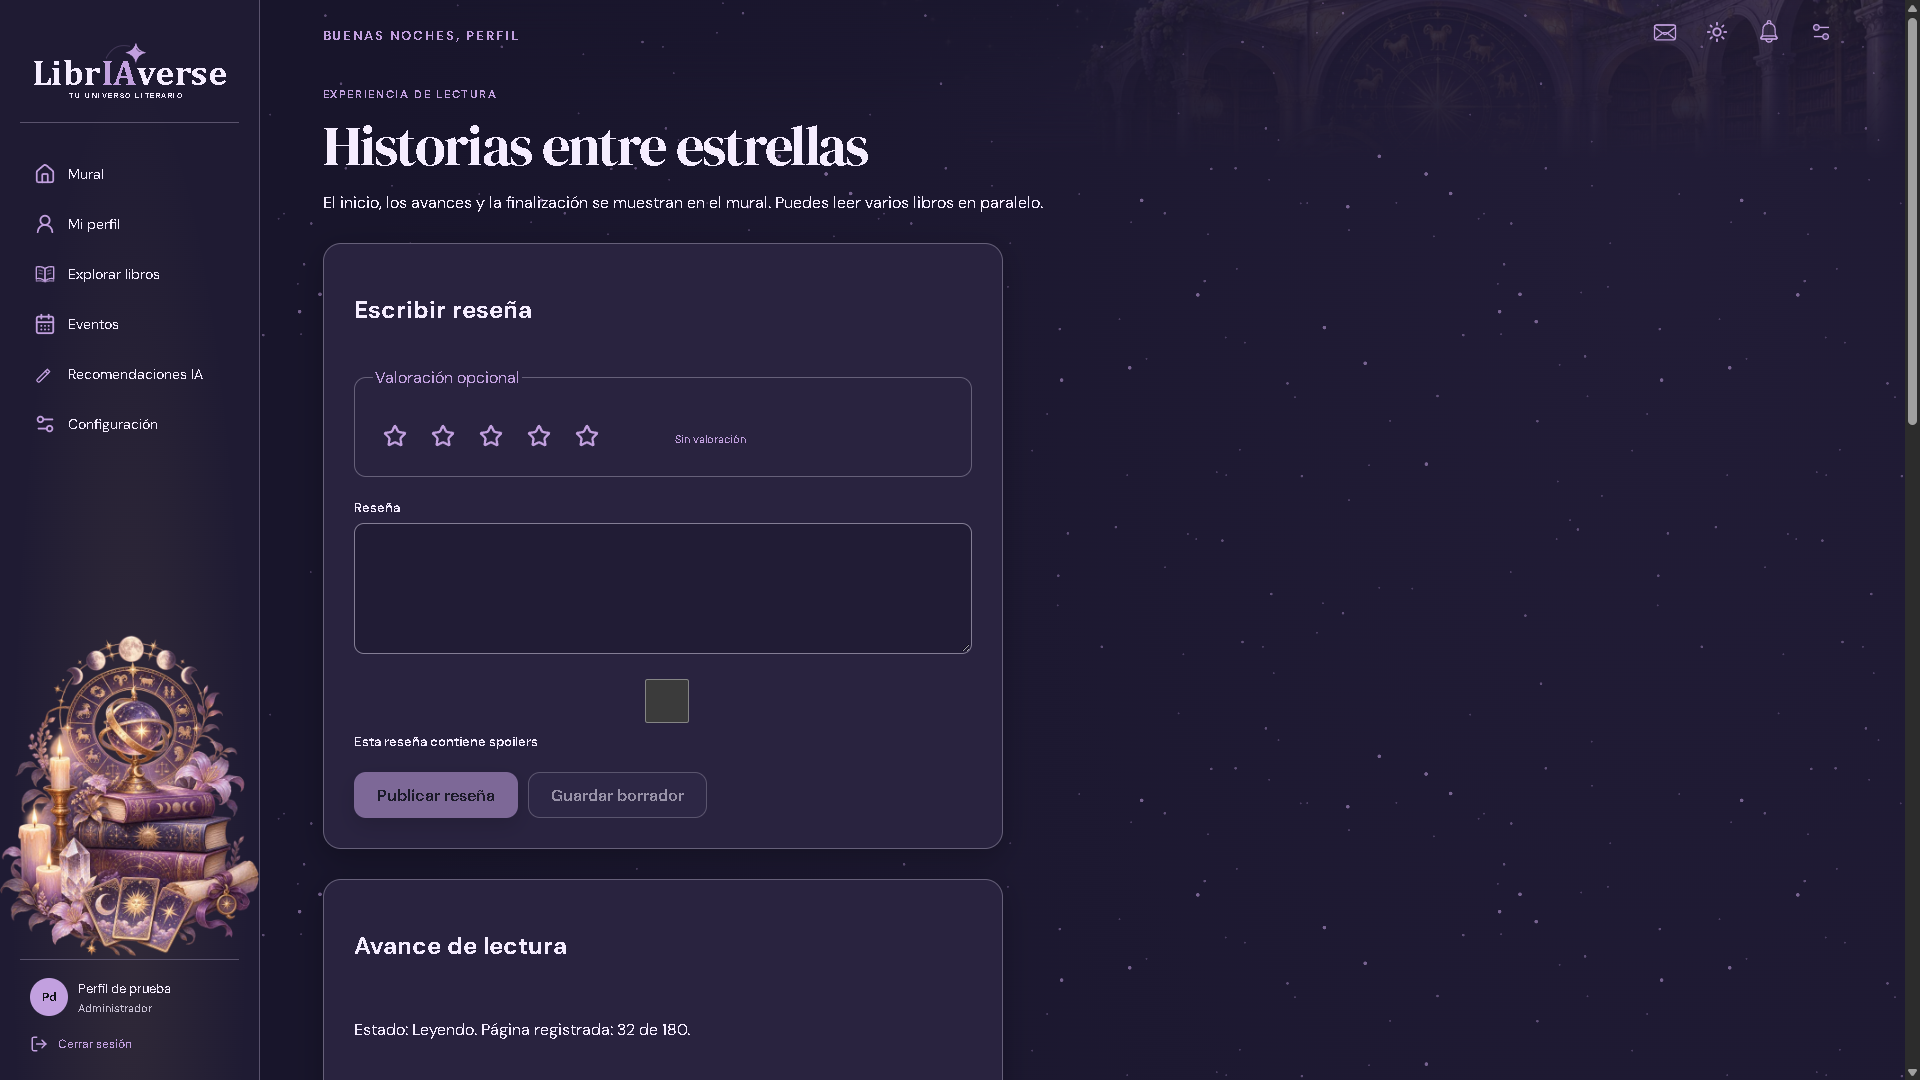 LibrIAverse
TU UNIVERSO LITERARIO
Mural
Mi perfil
Explorar libros
Eventos
Recomendaciones IA
Configuración
Pd
Perfil de prueba
Administrador
Cerrar sesión
BUENAS NOCHES, PERFIL
EXPERIENCIA DE LECTURA
Historias entre estrellas
El inicio, los avances y la finalización se muestran en el mural. Puedes leer varios libros en paralelo.
Escribir reseña
Valoración opcional
Sin valoración
Reseña
Esta reseña contiene spoilers
Publicar reseña
Guardar borrador
Avance de lectura
Estado: Leyendo. Página registrada: 32 de 180.